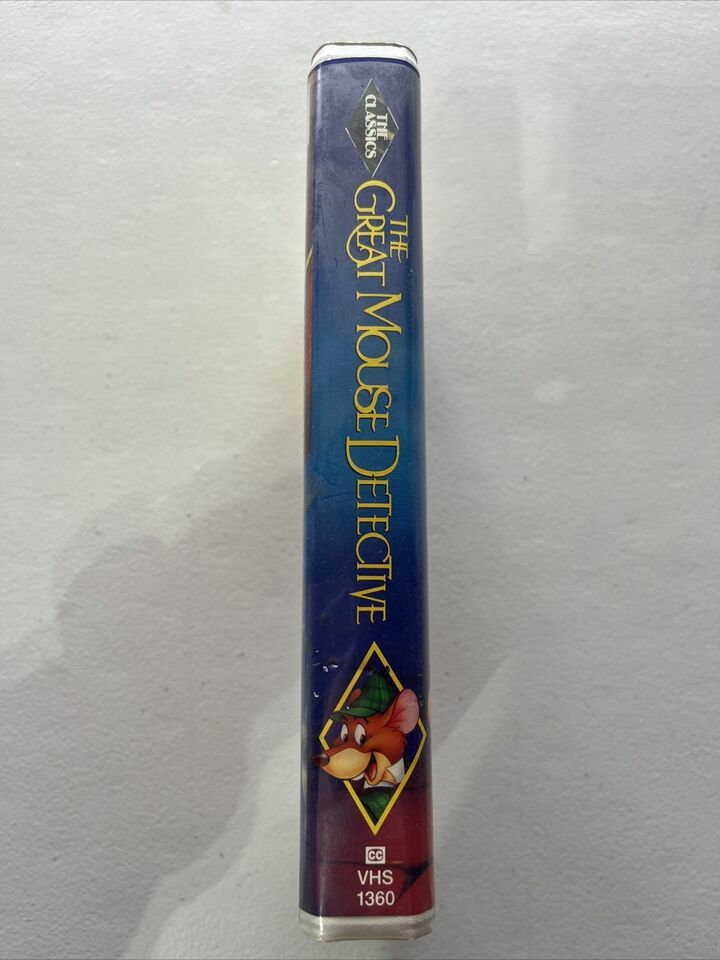 THE
CLASSICS
THE
GREAT MOUSE DETECTIVE
CC
VHS
1360